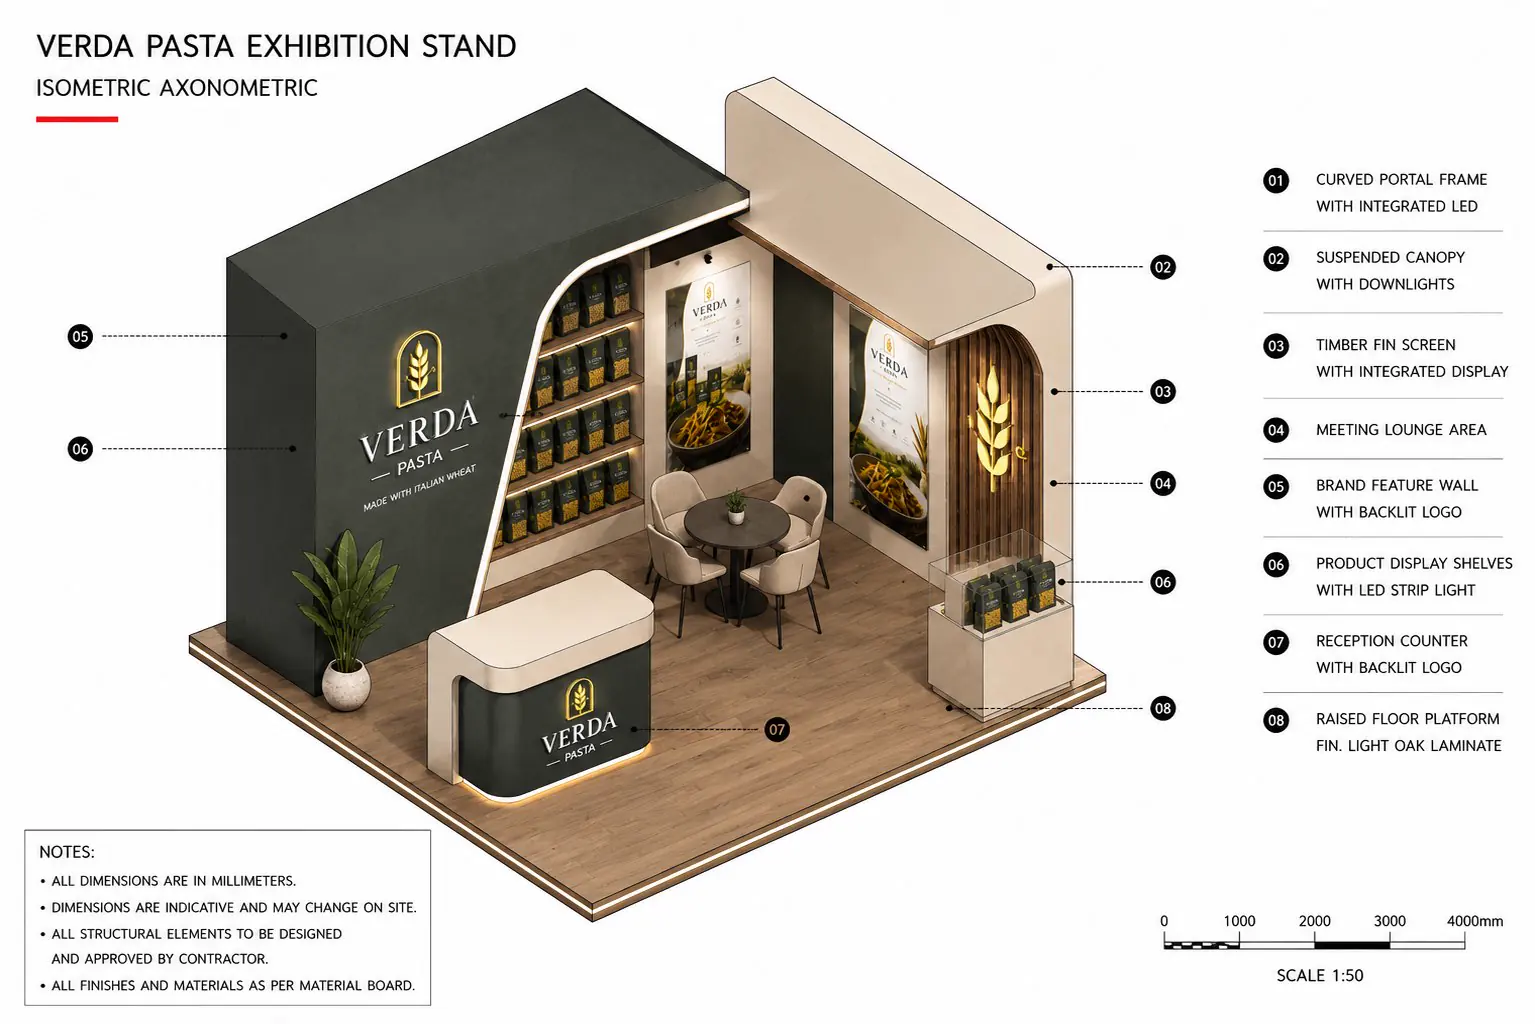 VERDA PASTA EXHIBITION STAND
ISOMETRIC AXONOMETRIC
01 CURVED PORTAL FRAME
WITH INTEGRATED LED
02 SUSPENDED CANOPY
WITH DOWNLIGHTS
03 TIMBER FIN SCREEN
WITH INTEGRATED DISPLAY
04 MEETING LOUNGE AREA
05 BRAND FEATURE WALL
WITH BACKLIT LOGO
06 PRODUCT DISPLAY SHELVES
WITH LED STRIP LIGHT
07 RECEPTION COUNTER
WITH BACKLIT LOGO
08 RAISED FLOOR PLATFORM
FIN. LIGHT OAK LAMINATE
05
06
02
03
04
06
08
07
VERDA
PASTA
MADE WITH ITALIAN WHEAT
VERDA
VERDA
VERDA
PASTA
NOTES:
• ALL DIMENSIONS ARE IN MILLIMETERS.
• DIMENSIONS ARE INDICATIVE AND MAY CHANGE ON SITE.
• ALL STRUCTURAL ELEMENTS TO BE DESIGNED
AND APPROVED BY CONTRACTOR.
• ALL FINISHES AND MATERIALS AS PER MATERIAL BOARD.
0 1000 2000 3000 4000mm
SCALE 1:50